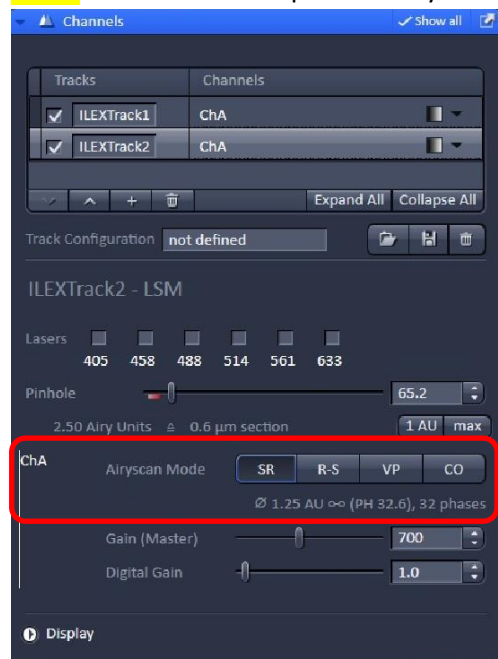 Channels Show all
Tracks Channels
ILEXTrack1 ChA
ILEXTrack2 ChA
Expand All Collapse All
Track Configuration not defined
ILEXTrack2 - LSM
Lasers
405 458 488 514 561 633
Pinhole 65.2
2.50 Airy Units ≙ 0.6 µm section 1 AU max
ChA Airyscan Mode SR R-S VP CO
Ø 1.25 AU (PH 32.6), 32 phases
Gain (Master) 700
Digital Gain 1.0
Display